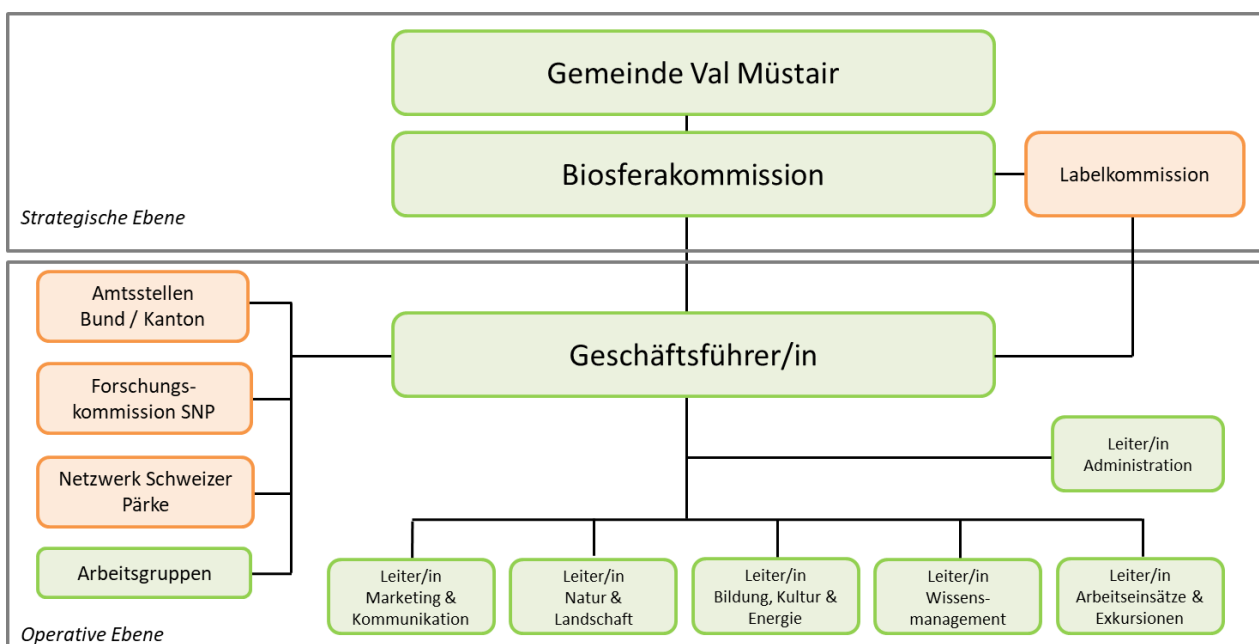 Gemeinde Val Müstair
Biosferakommission
Labelkommission
Strategische Ebene
Amtsstellen
Bund / Kanton
Geschäftsführer/in
Forschungs-
kommission SNP
Netzwerk Schweizer
Pärke
Arbeitsgruppen
Leiter/in
Administration
Leiter/in
Marketing &
Kommunikation
Leiter/in
Natur &
Landschaft
Leiter/in
Bildung, Kultur &
Energie
Leiter/in
Wissens-
management
Leiter/in
Arbeitseinsätze &
Exkursionen
Operative Ebene